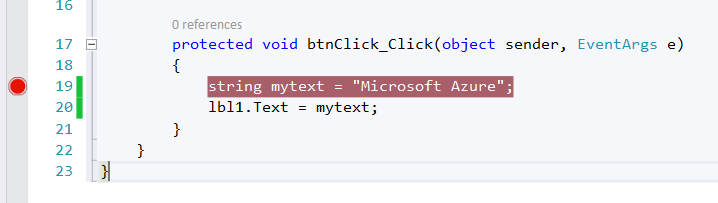 16
0 references
17 protected void btnClick_Click(object sender, EventArgs e)
18 {
19 string mytext = "Microsoft Azure";
20 lbl1.Text = mytext;
21 }
22 }
23 }